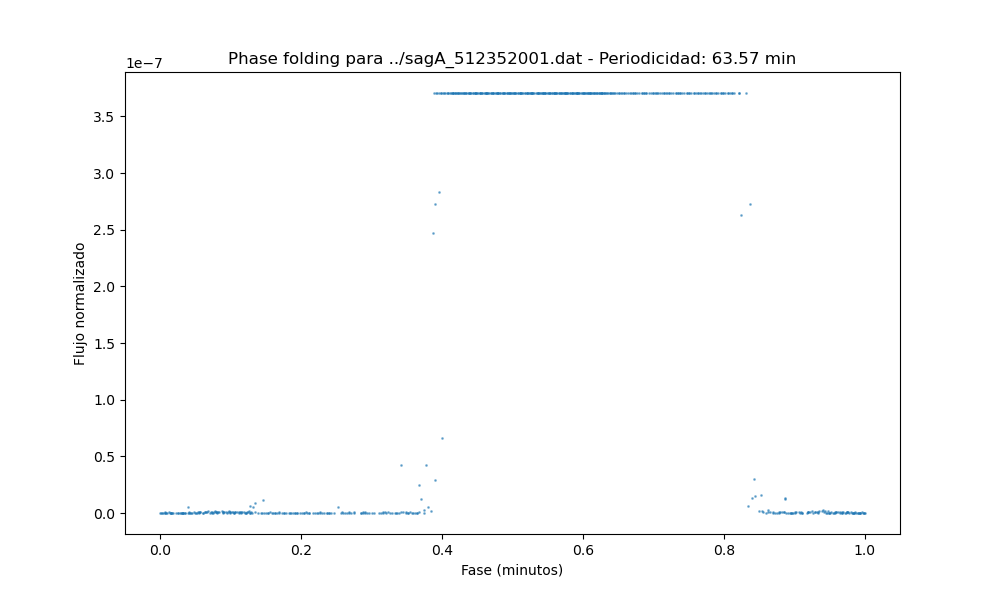 Phase folding para ../sagA_512352001.dat - Periodicidad: 63.57 min
1e−7
3.5
3.0
2.5
2.0
1.5
1.0
0.5
0.0
Flujo normalizado
0.0 0.2 0.4 0.6 0.8 1.0
Fase (minutos)